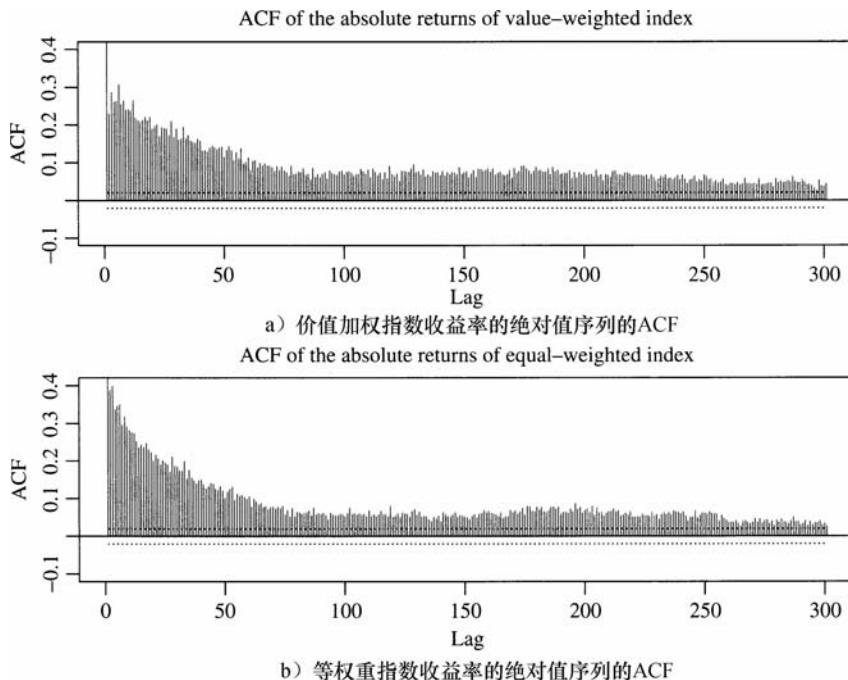 ACF of the absolute returns of value–weighted index
ACF
0.4
0.3
0.2
0.1
−0.1
0 50 100 150 200 250 300
Lag
a）价值加权指数收益率的绝对值序列的ACF
ACF of the absolute returns of equal–weighted index
ACF
0.4
0.3
0.2
0.1
−0.1
0 50 100 150 200 250 300
Lag
b）等权重指数收益率的绝对值序列的ACF